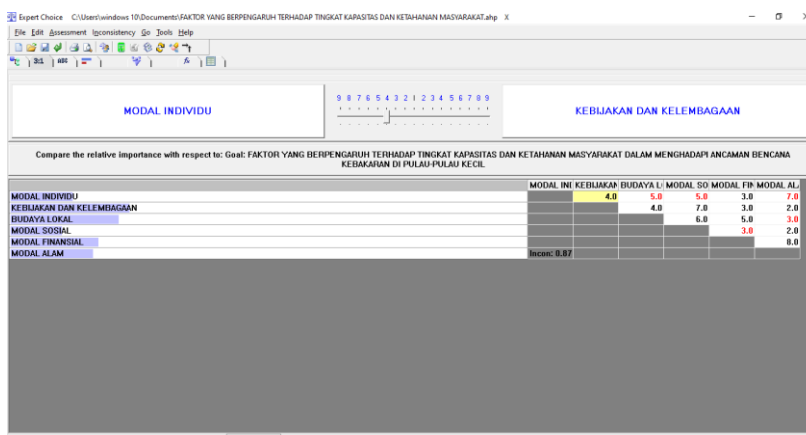 Expert Choice C:\Users\windows 10\Documents\FAKTOR YANG BERPENGARUH TERHADAP TINGKAT KAPASITAS DAN KETAHANAN MASYARAKAT.ahp X
File Edit Assessment Inconsistency Go Tools Help
3:1 ABC
MODAL INDIVIDU
9 8 7 6 5 4 3 2 1 2 3 4 5 6 7 8 9
KEBIJAKAN DAN KELEMBAGAAN
Compare the relative importance with respect to: Goal: FAKTOR YANG BERPENGARUH TERHADAP TINGKAT KAPASITAS DAN KETAHANAN MASYARAKAT DALAM MENGHADAPI ANCAMAN BENCANA
KEBAKARAN DI PULAU-PULAU KECIL
MODAL INI KEBIJAKAN BUDAYA L MODAL SO MODAL FIN MODAL AL
MODAL INDIVIDU 4.0 5.0 5.0 3.0 7.0
KEBIJAKAN DAN KELEMBAGAAN 4.0 7.0 3.0 2.0
BUDAYA LOKAL 6.0 5.0 3.0
MODAL SOSIAL 3.0 2.0
MODAL FINANSIAL 8.0
MODAL ALAM Incon: 0.87